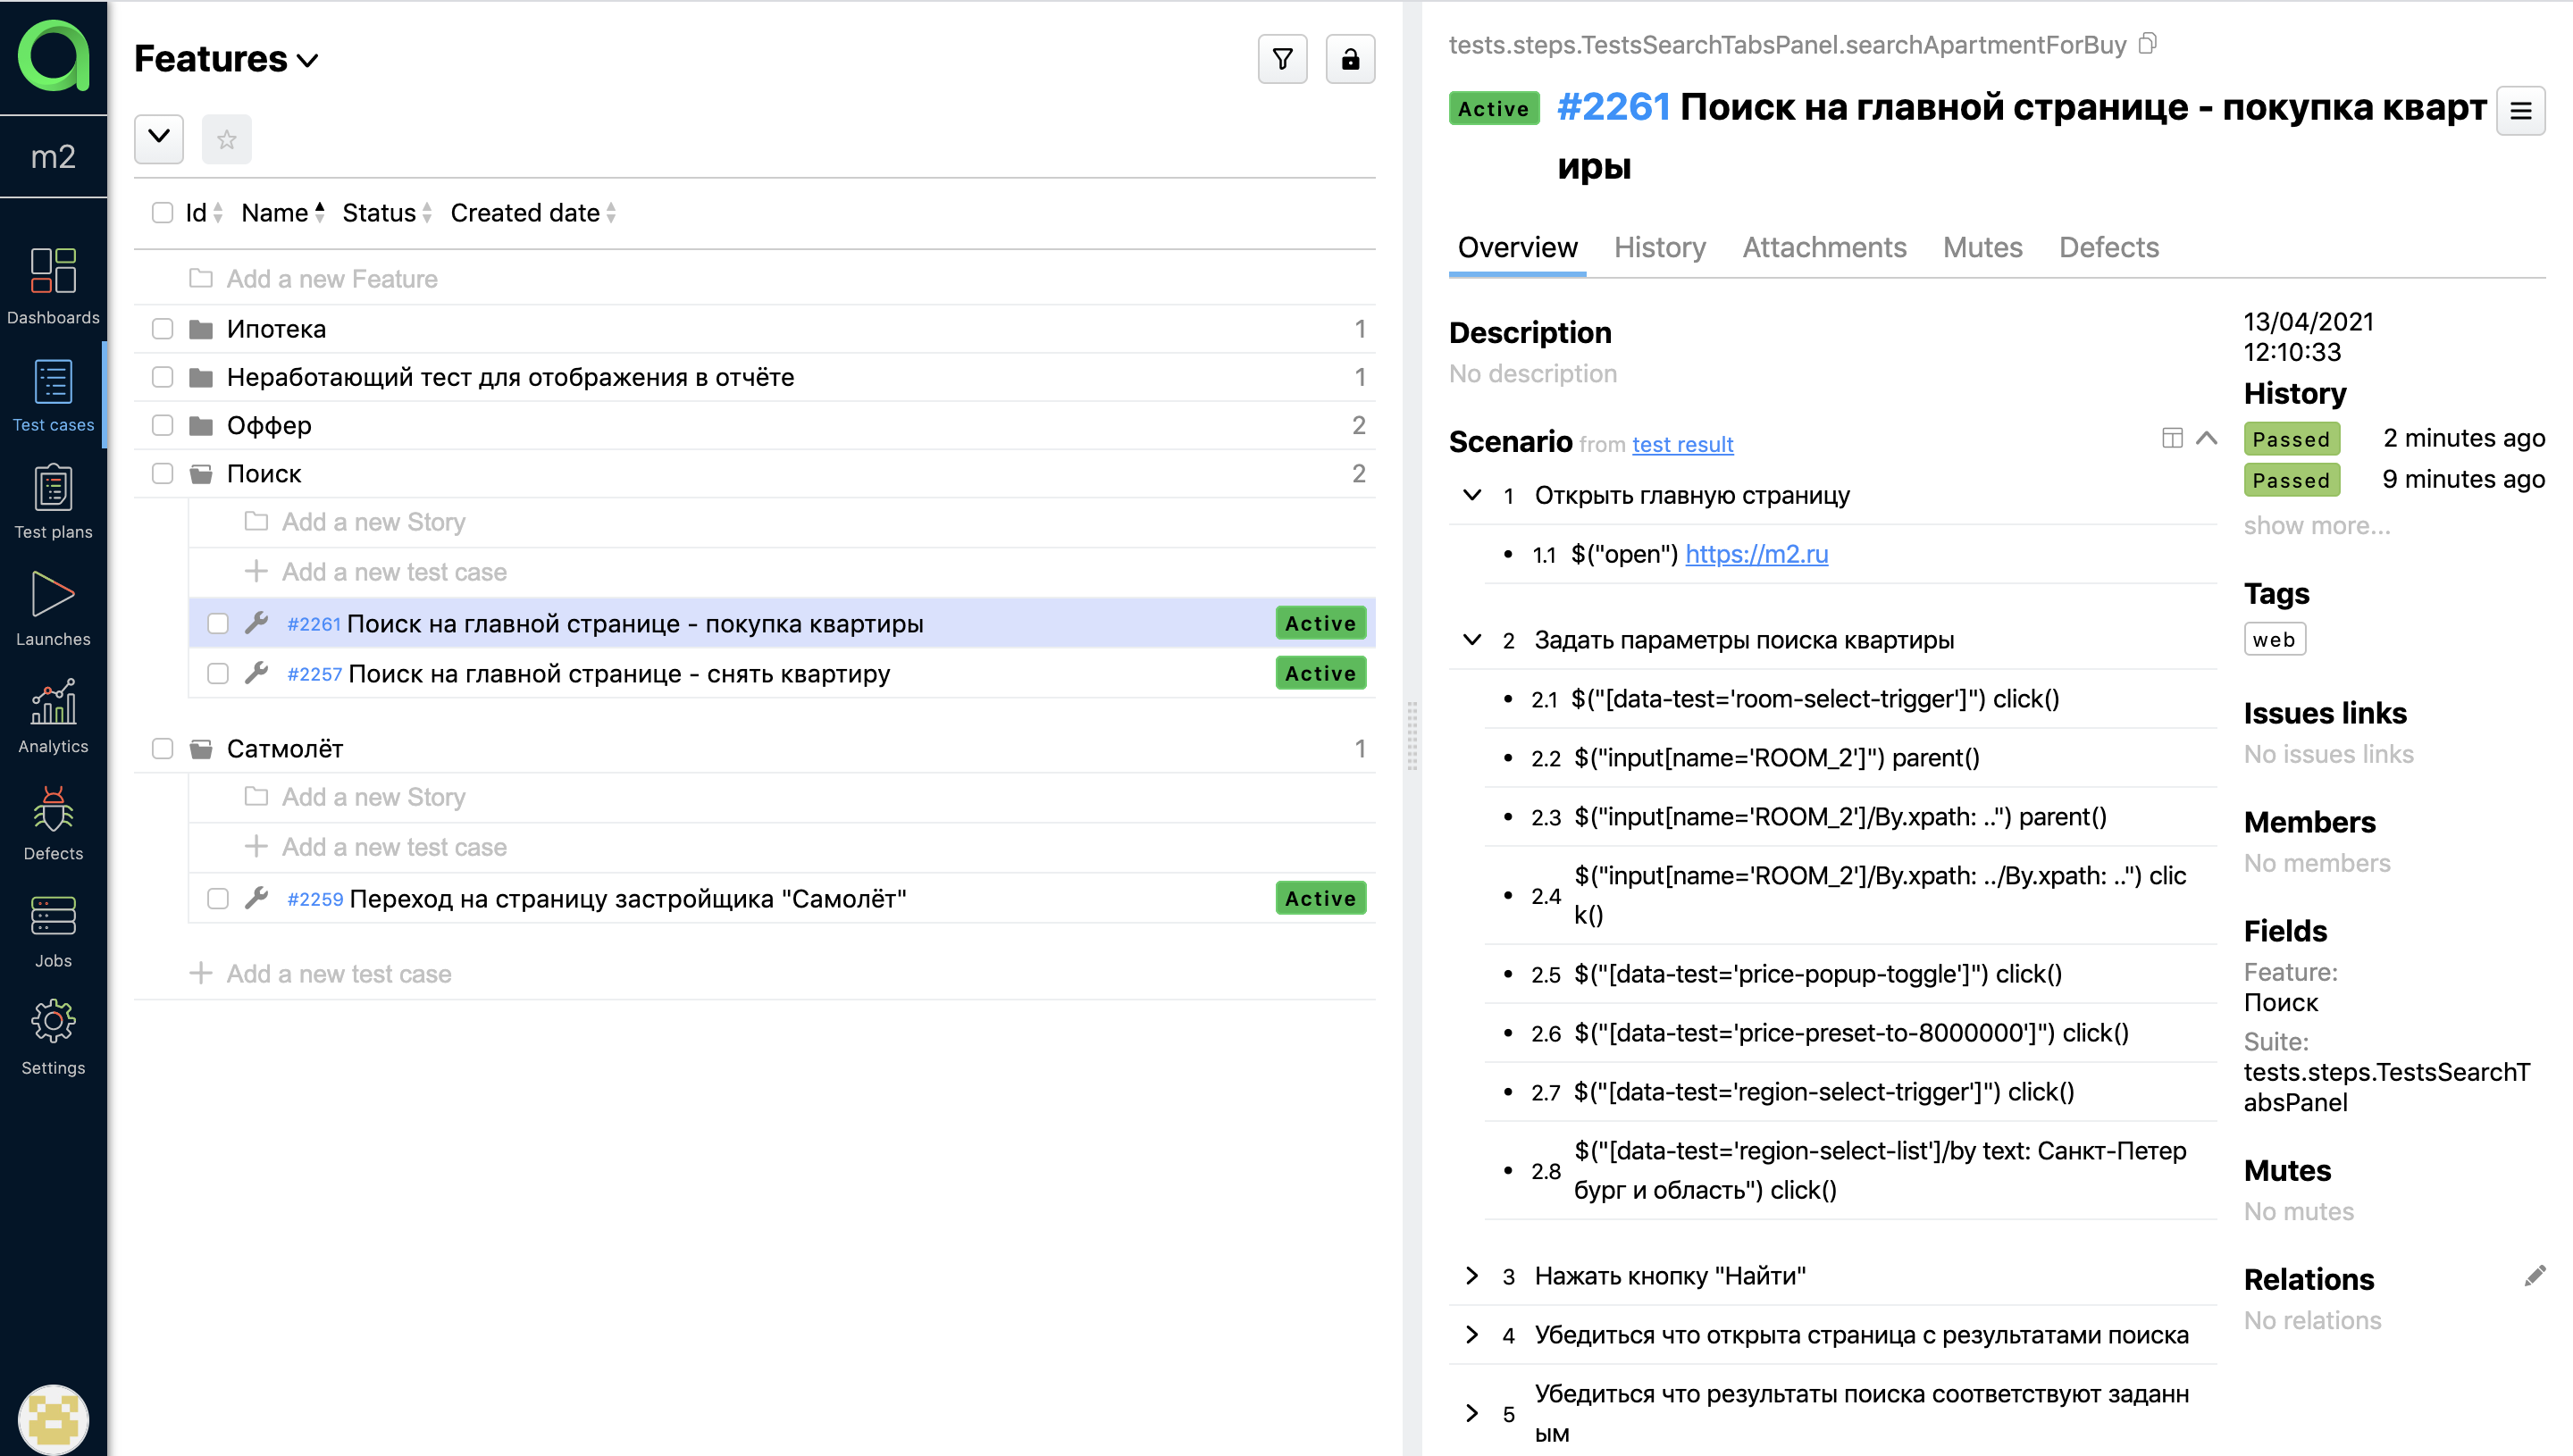 m2
Dashboards
Test cases
Test plans
Launches
Analytics
Defects
Jobs
Settings
Features
Id Name Status Created date
Add a new Feature
Ипотека 1
Неработающий тест для отображения в отчёте 1
Оффер 2
Поиск 2
Add a new Story
Add a new test case
#2261 Поиск на главной странице - покупка квартиры Active
#2257 Поиск на главной странице - снять квартиру Active
Сатмолёт 1
Add a new Story
Add a new test case
#2259 Переход на страницу застройщика "Самолёт" Active
Add a new test case
tests.steps.TestsSearchTabsPanel.searchApartmentForBuy
Active #2261 Поиск на главной странице - покупка кварт
иры
Overview History Attachments Mutes Defects
Description
No description
Scenario from test result
1 Открыть главную страницу
1.1 $("open") https://m2.ru
2 Задать параметры поиска квартиры
2.1 $("[data-test='room-select-trigger']") click()
2.2 $("input[name='ROOM_2']") parent()
2.3 $("input[name='ROOM_2']/By.xpath: ..") parent()
2.4 $("input[name='ROOM_2']/By.xpath: ../By.xpath: ..") clic
k()
2.5 $("[data-test='price-popup-toggle']") click()
2.6 $("[data-test='price-preset-to-8000000']") click()
2.7 $("[data-test='region-select-trigger']") click()
2.8 $("[data-test='region-select-list']/by text: Санкт-Петер
бург и область") click()
3 Нажать кнопку "Найти"
4 Убедиться что открыта страница с результатами поиска
5 Убедиться что результаты поиска соответствуют заданн
ым
13/04/2021
12:10:33
History
Passed 2 minutes ago
Passed 9 minutes ago
show more...
Tags
web
Issues links
No issues links
Members
No members
Fields
Feature:
Поиск
Suite:
tests.steps.TestsSearchT
absPanel
Mutes
No mutes
Relations
No relations